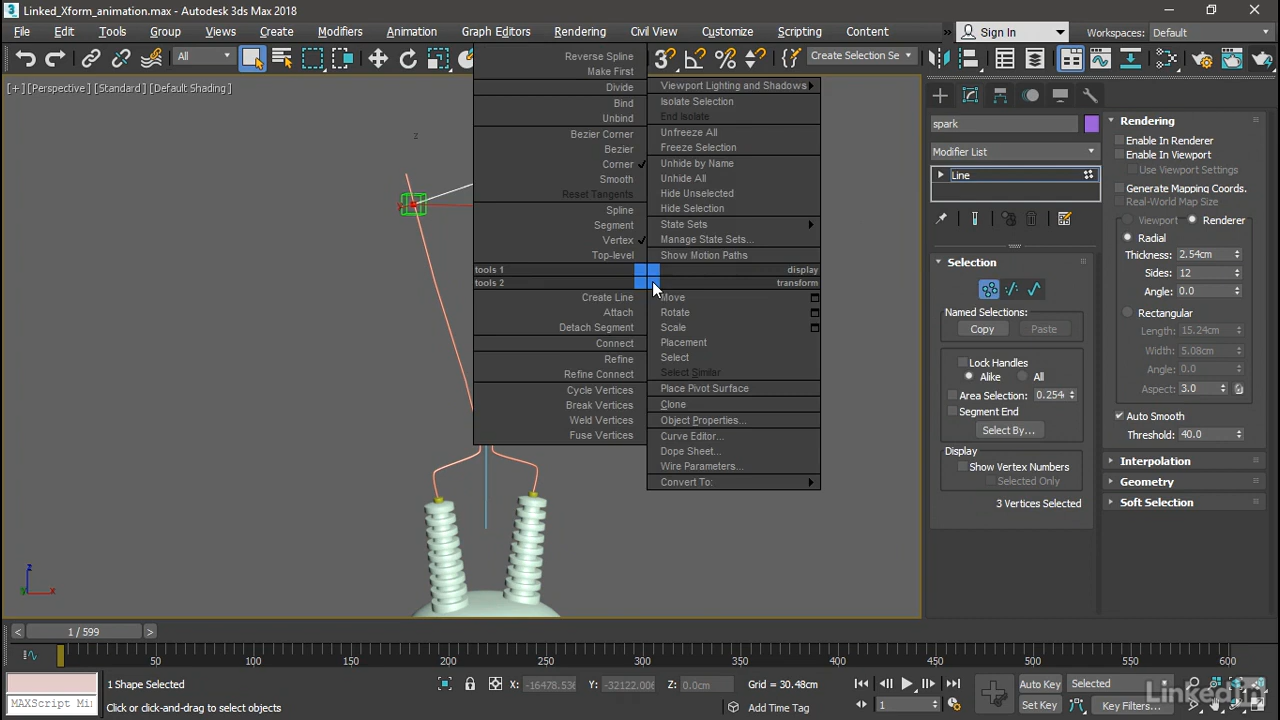 Linked_Xform_animation.max - Autodesk 3ds Max 2018
File Edit Tools Group Views Create Modifiers Animation Graph Editors Rendering Civil View Customize Scripting Content » Sign In Workspaces: Default
All Create Selection Se
[+] [Perspective] [Standard] [Default Shading]
Reverse Spline
Make First
Divide
Bind
Unbind
Bezier Corner
Bezier
Corner
Smooth
Reset Tangents
Spline
Segment
Vertex
Top-level
tools 1
tools 2
Create Line
Attach
Detach Segment
Connect
Refine
Refine Connect
Cycle Vertices
Break Vertices
Weld Vertices
Fuse Vertices
Viewport Lighting and Shadows
Isolate Selection
End Isolate
Unfreeze All
Freeze Selection
Unhide by Name
Unhide All
Hide Unselected
Hide Selection
State Sets
Manage State Sets...
Show Motion Paths
display
transform
Move
Rotate
Scale
Placement
Select
Select Similar
Place Pivot Surface
Clone
Object Properties...
Curve Editor...
Dope Sheet...
Wire Parameters...
Convert To:
z
z
y x
spark
Modifier List
Line
Selection
Named Selections:
Copy Paste
Lock Handles
Alike All
Area Selection: 0.254
Segment End
Select By...
Display
Show Vertex Numbers
Selected Only
3 Vertices Selected
Rendering
Enable In Renderer
Enable In Viewport
Use Viewport Settings
Generate Mapping Coords.
Real-World Map Size
Viewport Renderer
Radial
Thickness: 2.54cm
Sides: 12
Angle: 0.0
Rectangular
Length: 15.24cm
Width: 5.08cm
Angle: 0.0
Aspect: 3.0
Auto Smooth
Threshold: 40.0
Interpolation
Geometry
Soft Selection
< 1 / 599 >
50 100 150 200 250 300 350 400 450 500 550 600
1 Shape Selected X: -16478.536 Y: -32122.006 Z: 0.0cm Grid = 30.48cm Auto Key Selected
MAXScript Mi Click or click-and-drag to select objects Add Time Tag 1 Set Key Key Filters...